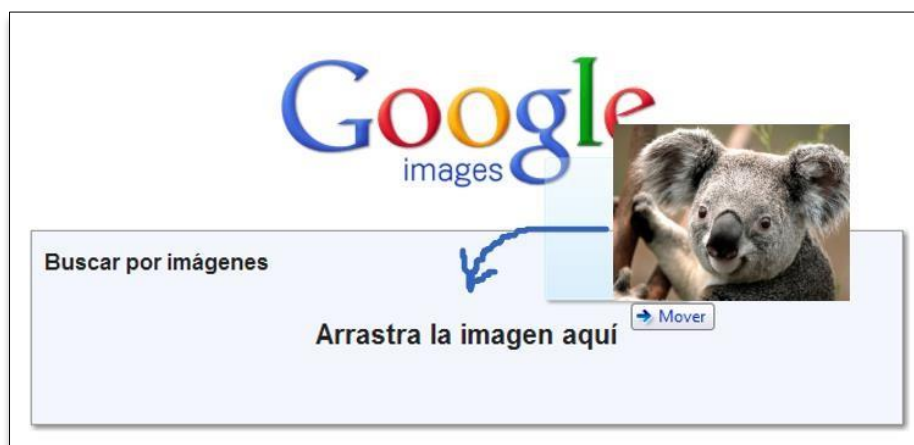 Google
images
Buscar por imágenes
Arrastra la imagen aquí
Mover